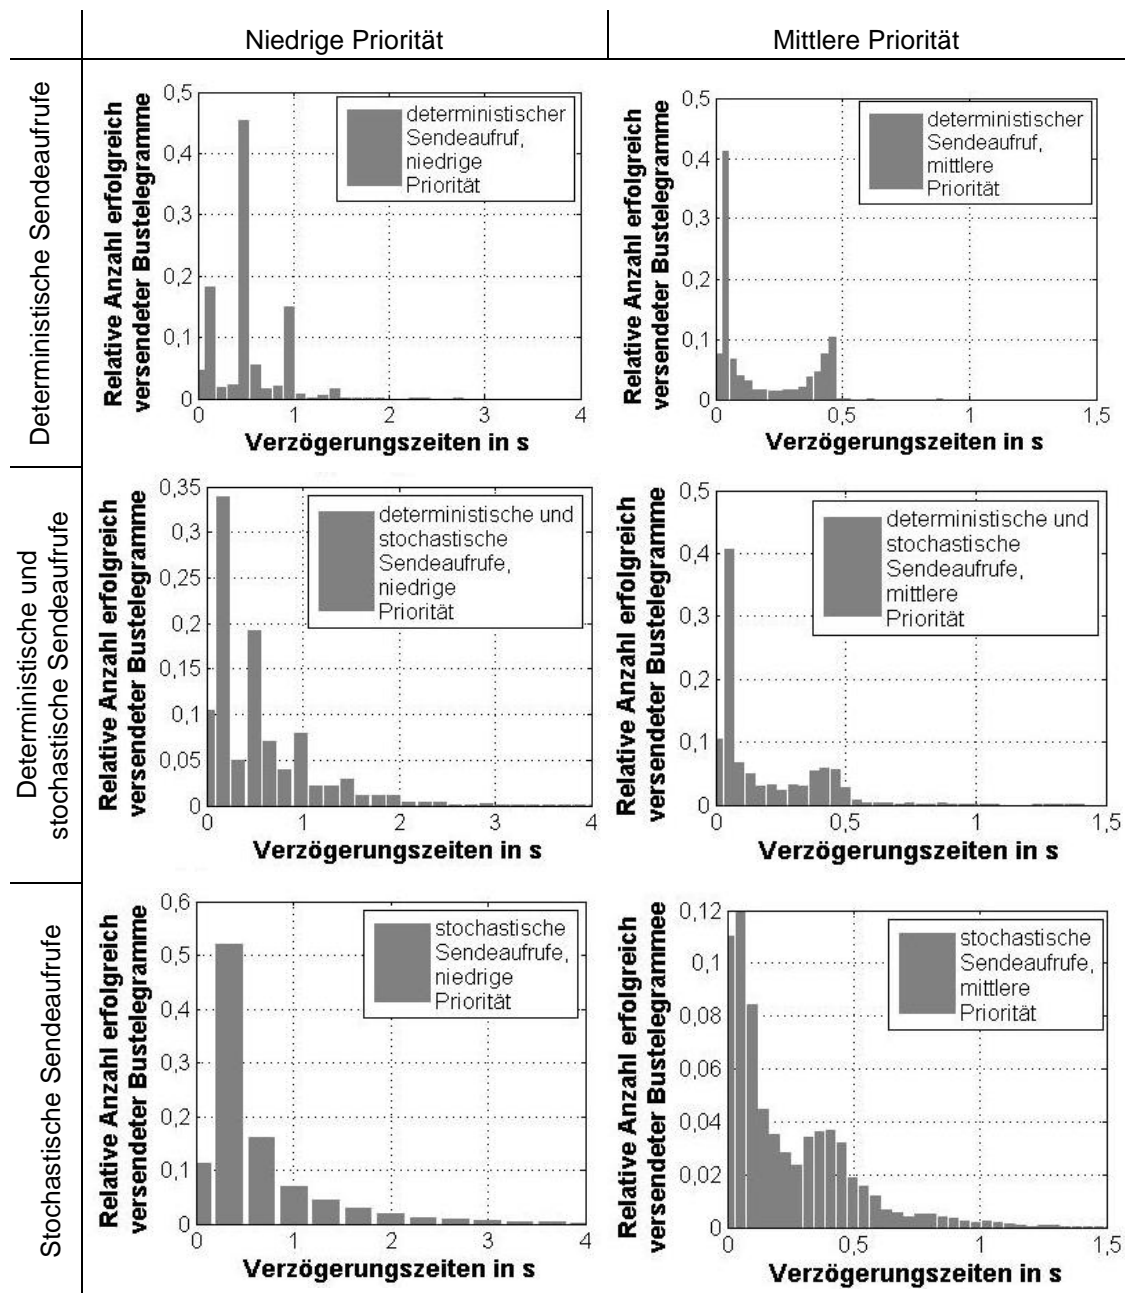 Niedrige Priorität
Mittlere Priorität
Deterministische Sendeaufrufe
Relative Anzahl erfolgreich
versendeter Bustelegramme
0,5
0,4
0,3
0,2
0,1
0
0
1
2
3
4
deterministischer
Sendeaufruf,
niedrige
Priorität
Verzögerungszeiten in s
Relative Anzahl erfolgreich
versendeter Bustelegramme
0,5
0,4
0,3
0,2
0,1
0
0
0,5
1
1,5
deterministischer
Sendeaufruf,
mittlere
Priorität
Verzögerungszeiten in s
Deterministische und
stochastische Sendeaufrufe
Relative Anzahl erfolgreich
versendeter Bustelegramme
0,35
0,3
0,25
0,2
0,15
0,1
0,05
0
0
1
2
3
4
deterministische und
stochastische
Sendeaufrufe,
niedrige
Priorität
Verzögerungszeiten in s
Relative Anzahl erfolgreich
versendeter Bustelegramme
0,5
0,4
0,3
0,2
0,1
0
0
0,5
1
1,5
deterministische und
stochastische
Sendeaufrufe,
mittlere
Priorität
Verzögerungszeiten in s
Stochastische Sendeaufrufe
Relative Anzahl erfolgreich
versendeter Bustelegramme
0,6
0,5
0,4
0,3
0,2
0,1
0
0
1
2
3
4
stochastische
Sendeaufrufe,
niedrige
Priorität
Verzögerungszeiten in s
Relative Anzahl erfolgreich
versendeter Bustelegrammee
0,12
0,1
0,08
0,06
0,04
0,02
0
0
0,5
1
1,5
stochastische
Sendeaufrufe,
mittlere
Priorität
Verzögerungszeiten in s